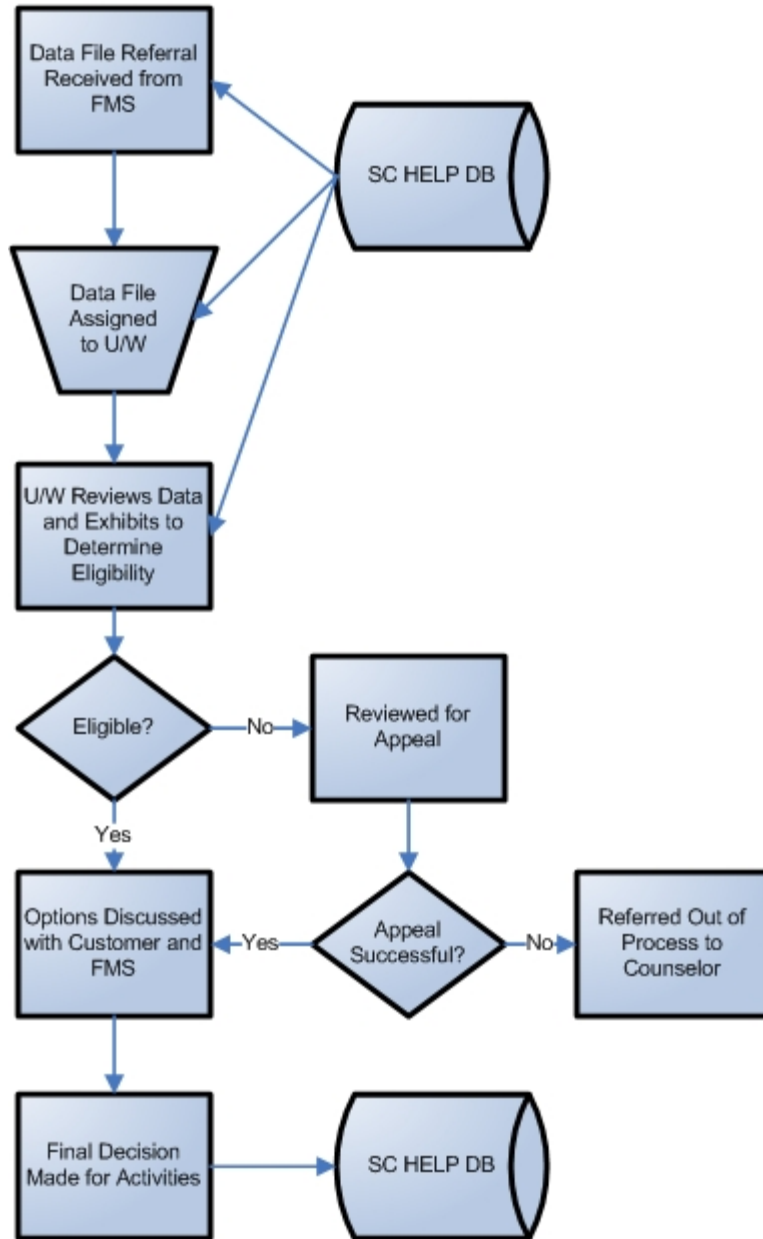 Data File Referral
Received from
FMS
SC HELP DB
Data File
Assigned
to U/W
U/W Reviews Data
and Exhibits to
Determine
Eligibility
Eligible?
No
Reviewed for
Appeal
Yes
Options Discussed
with Customer and
FMS
Yes
Appeal
Successful?
No
Referred Out of
Process to
Counselor
Final Decision
Made for Activities
SC HELP DB